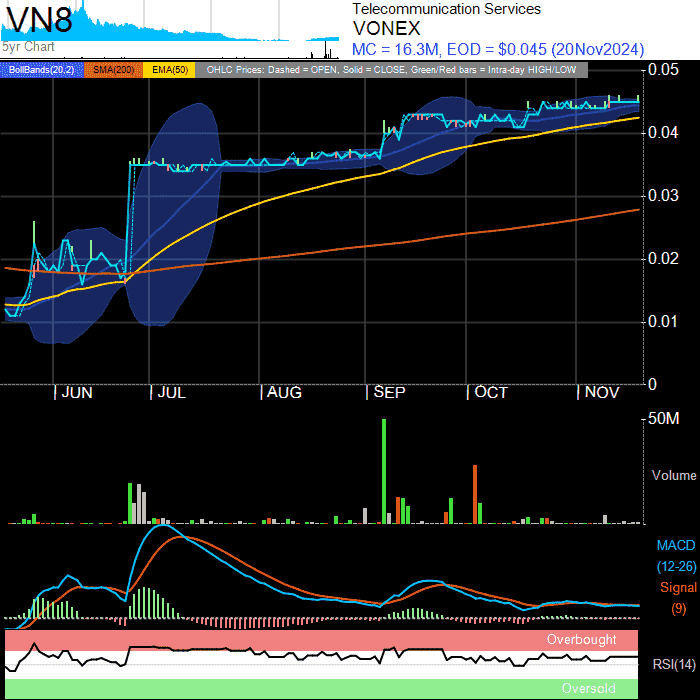 VN8
5yr Chart
Telecommunication Services
VONEX
MC = 16.3M, EOD = $0.045 (20Nov2024)
BollBands(20,2) SMA(200) EMA(50) OHLC Prices: Dashed = OPEN, Solid = CLOSE, Green/Red bars = Intra-day HIGH/LOW
0.05
0.04
0.03
0.02
0.01
0
JUN JUL AUG SEP OCT NOV
50M
Volume
MACD
(12-26)
Signal
(9)
Overbought
RSI(14)
Oversold